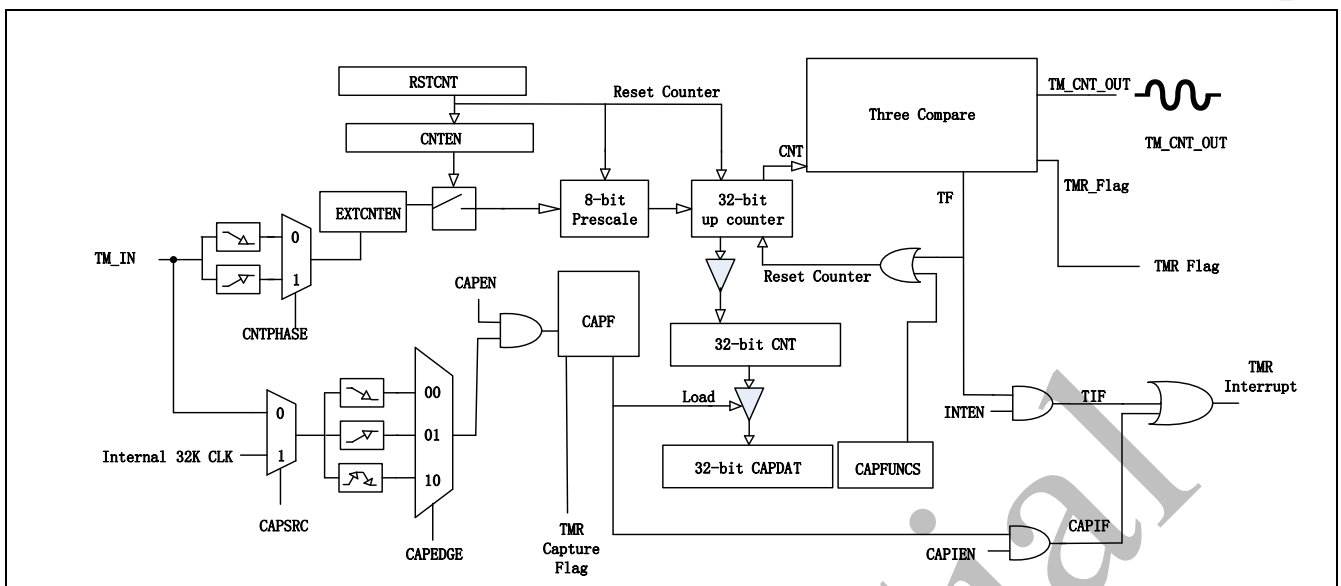 RSTCNT
Reset Counter
CNTEN
TM_CNT_OUT
Three Compare
TM_CNT_OUT
CNT
TMR_Flag
TF
EXTCNTEN
8-bit
Prescale
32-bit
up counter
0
1
TM_IN
CNTPHASE
TMR Flag
Reset Counter
CAPEN
CAPF
32-bit CNT
TMR
Interrupt
00
01
10
0
1
Load
INTEN
TIF
Internal 32K CLK
32-bit CAPDAT
CAPFUNCS
CAPSRC
CAPEDGE
TMR
Capture
Flag
CAPIEN
CAPIF